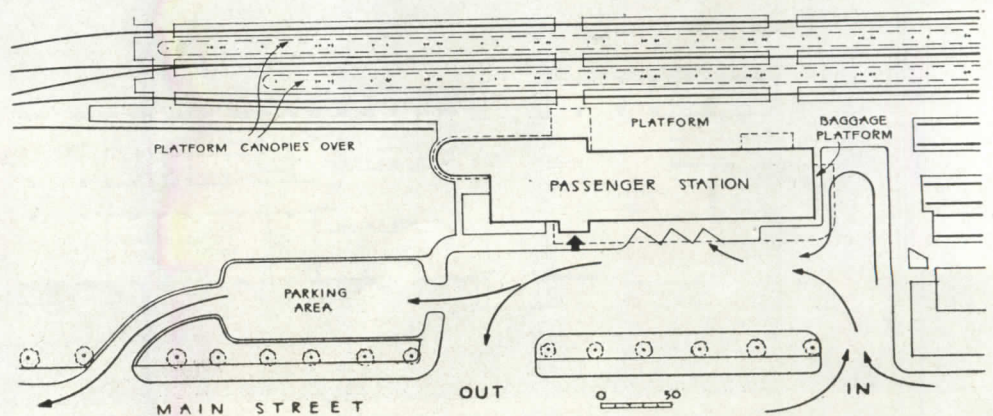 PLATFORM CANOPIES OVER
PLATFORM
BAGGAGE
PLATFORM
PASSENGER STATION
PARKING
AREA
OUT
0 50
IN
MAIN STREET